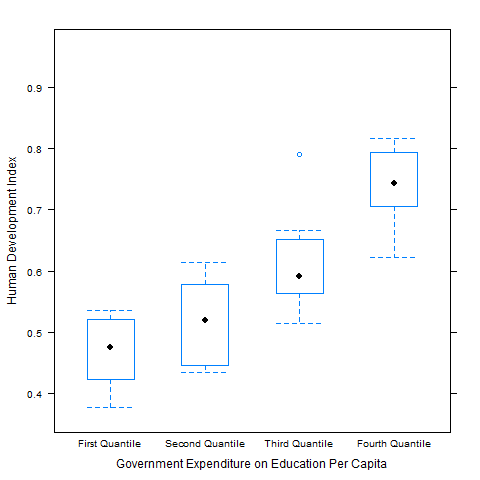 0.9
0.8
0.7
0.6
0.5
0.4
Human Development Index
First Quantile Second Quantile Third Quantile Fourth Quantile
Government Expenditure on Education Per Capita